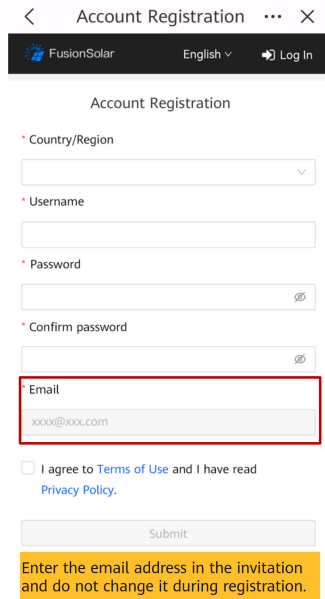 Account Registration
FusionSolar English Log In
Account Registration
* Country/Region
* Username
* Password
* Confirm password
* Email
xxxx@xxx.com
I agree to Terms of Use and I have read
Privacy Policy.
Submit
Enter the email address in the invitation
and do not change it during registration.